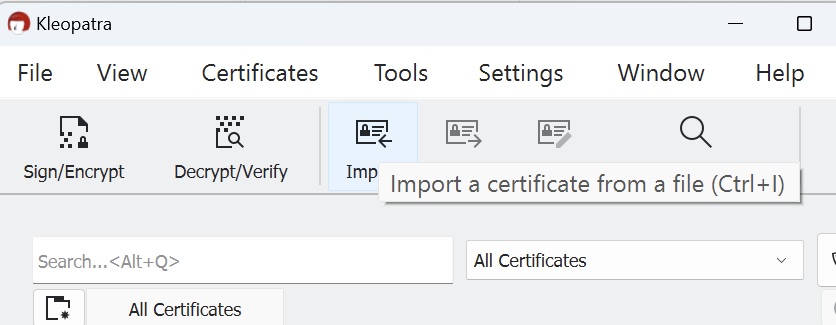 Kleopatra
File View Certificates Tools Settings Window Help
Sign/Encrypt Decrypt/Verify Imp
Import a certificate from a file (Ctrl+I)
Search...<Alt+Q> All Certificates
All Certificates